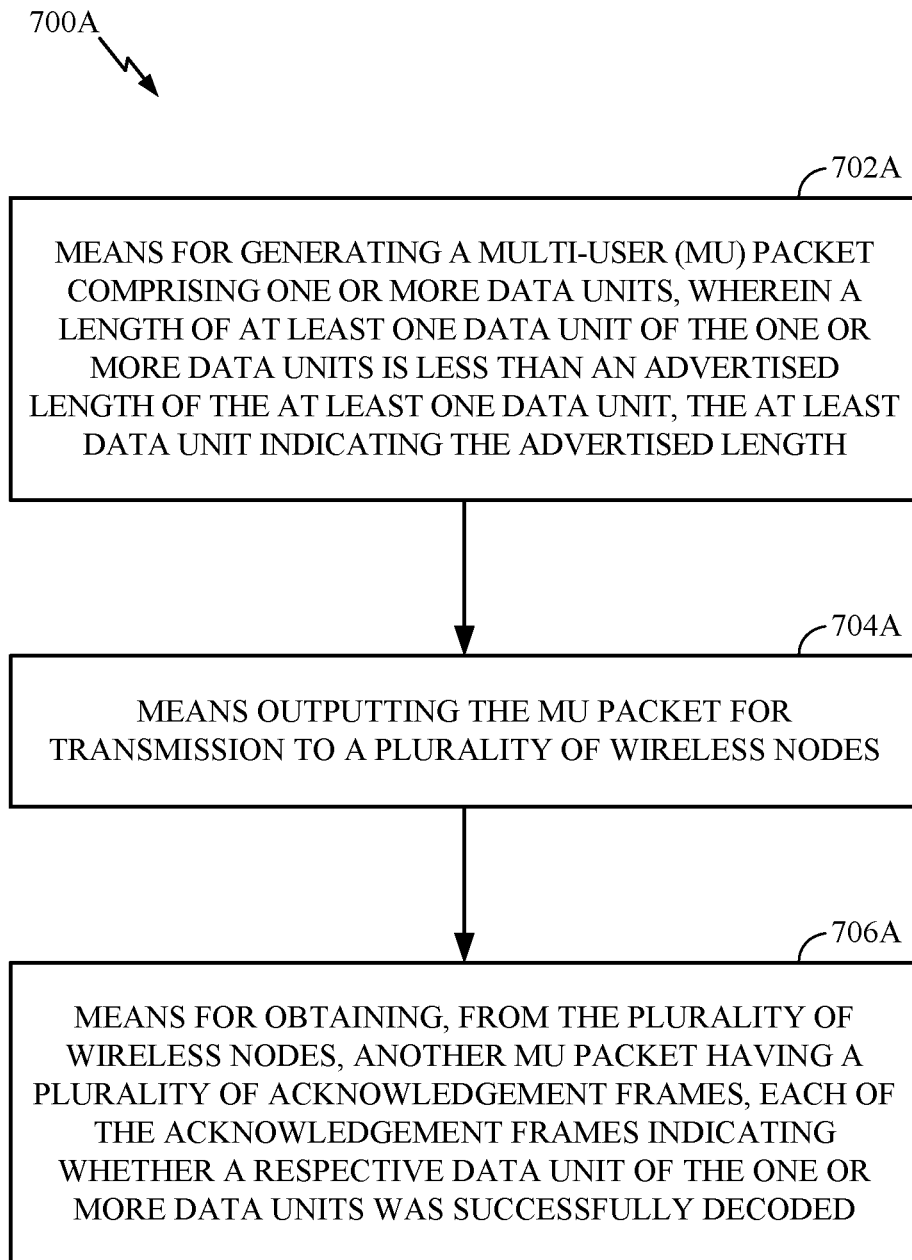 700A
702A
MEANS FOR GENERATING A MULTI-USER (MU) PACKET
COMPRISING ONE OR MORE DATA UNITS, WHEREIN A
LENGTH OF AT LEAST ONE DATA UNIT OF THE ONE OR
MORE DATA UNITS IS LESS THAN AN ADVERTISED
LENGTH OF THE AT LEAST ONE DATA UNIT, THE AT LEAST
DATA UNIT INDICATING THE ADVERTISED LENGTH
704A
MEANS OUTPUTTING THE MU PACKET FOR
TRANSMISSION TO A PLURALITY OF WIRELESS NODES
706A
MEANS FOR OBTAINING, FROM THE PLURALITY OF
WIRELESS NODES, ANOTHER MU PACKET HAVING A
PLURALITY OF ACKNOWLEDGEMENT FRAMES, EACH OF
THE ACKNOWLEDGEMENT FRAMES INDICATING
WHETHER A RESPECTIVE DATA UNIT OF THE ONE OR
MORE DATA UNITS WAS SUCCESSFULLY DECODED